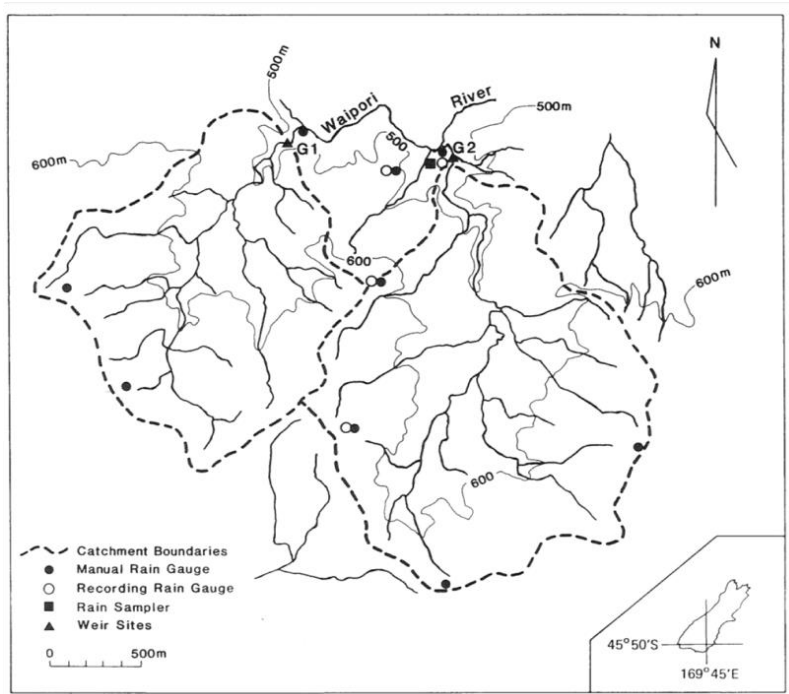 N
500m
Waipori
River
500m
500
G1
G2
600m
600
600m
600
Catchment Boundaries
Manual Rain Gauge
Recording Rain Gauge
Rain Sampler
Weir Sites
0 500m
45°50'S
169°45'E